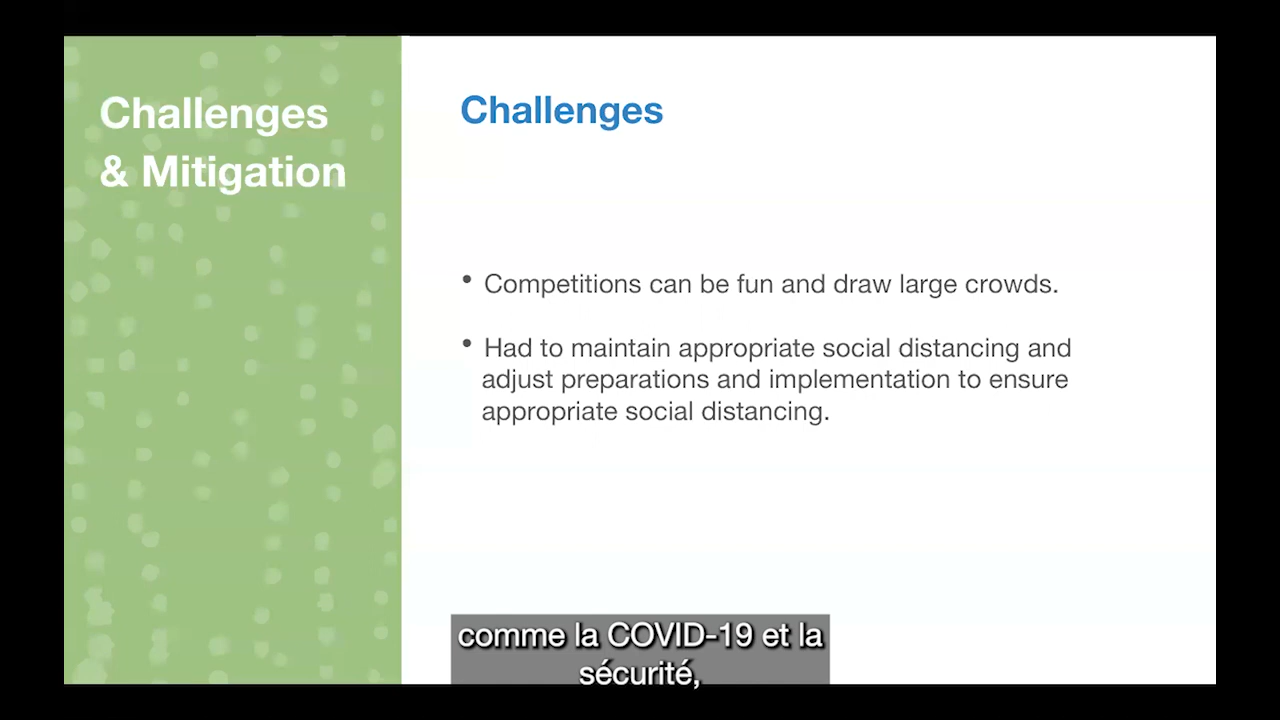 Challenges
& Mitigation
Challenges
• Competitions can be fun and draw large crowds.
• Had to maintain appropriate social distancing and
adjust preparations and implementation to ensure
appropriate social distancing.
comme la COVID-19 et la
sécurité,